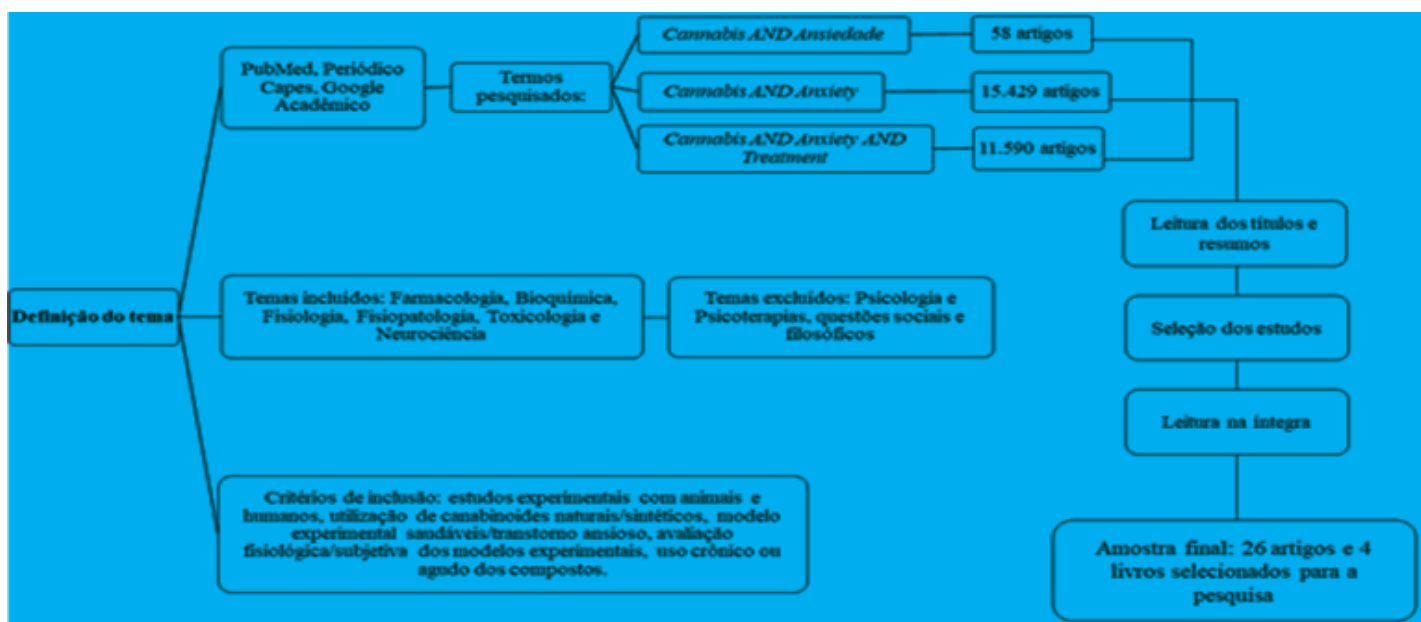 Definição do tema
PubMed, Periódico
Capes, Google
Acadêmico
Termos
pesquisados:
Cannabis AND Ansiedade
58 artigos
Cannabis AND Anxiety
15.429 artigos
Cannabis AND Anxiety AND
Treatment
11.590 artigos
Temas incluídos: Farmacologia, Bioquímica,
Fisiologia, Fisiopatologia, Toxicologia e
Neurociência
Temas excluídos: Psicologia e
Psicoterapias, questões sociais e
filosóficos
Critérios de inclusão: estudos experimentais com animais e
humanos, utilização de canabinoides naturais/sintéticos, modelo
experimental saudáveis/transtorno ansioso, avaliação
fisiológica/subjetiva dos modelos experimentais, uso crônico ou
agudo dos compostos.
Leitura dos títulos e
resumos
Seleção dos estudos
Leitura na íntegra
Amostra final: 26 artigos e 4
livros selecionados para a
pesquisa